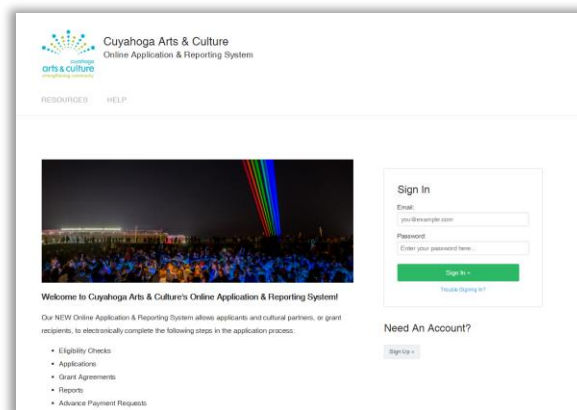 cuyahoga
arts & culture
strengthening community
Cuyahoga Arts & Culture
Online Application & Reporting System
RESOURCES HELP
Welcome to Cuyahoga Arts & Culture's Online Application & Reporting System!
Our NEW Online Application & Reporting System allows applicants and cultural partners, or grant
recipients, to electronically complete the following steps in the application process:
• Eligibility Checks
• Applications
• Grant Agreements
• Reports
• Advance Payment Requests
Sign In
Email:
you@example.com
Password:
Enter your password here...
Sign In »
Trouble Signing In?
Need An Account?
Sign Up »